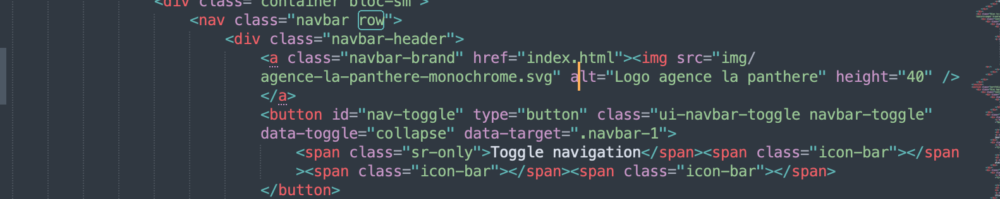 <div class="container bloc-sm">
<nav class="navbar row">
<div class="navbar-header">
<a class="navbar-brand" href="index.html"><img src="img/
agence-la-panthere-monochrome.svg" alt="Logo agence la panthere" height="40" />
</a>
<button id="nav-toggle" type="button" class="ui-navbar-toggle navbar-toggle"
data-toggle="collapse" data-target=".navbar-1">
<span class="sr-only">Toggle navigation</span><span class="icon-bar"></span
><span class="icon-bar"></span><span class="icon-bar"></span>
</button>